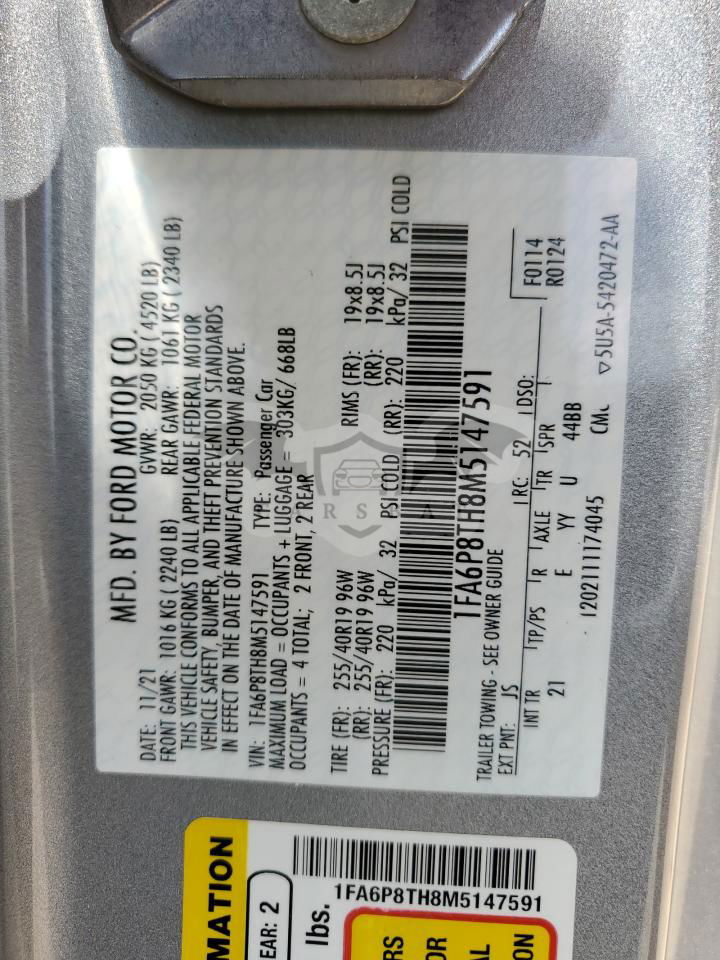 MFD. BY FORD MOTOR CO.
DATE: 11/21 GVWR: 2050 KG ( 4520 LB)
FRONT GAWR: 1016 KG ( 2240 LB) REAR GAWR: 1061 KG ( 2340 LB)
THIS VEHICLE CONFORMS TO ALL APPLICABLE FEDERAL MOTOR
VEHICLE SAFETY, BUMPER, AND THEFT PREVENTION STANDARDS
IN EFFECT ON THE DATE OF MANUFACTURE SHOWN ABOVE.
VIN: 1FA6P8TH8M5147591 TYPE: Passenger Car
MAXIMUM LOAD = OCCUPANTS + LUGGAGE = 303KG/ 668LB
OCCUPANTS = 4 TOTAL; 2 FRONT, 2 REAR
TIRE (FR): 255/40R19 96W RIMS (FR): 19x8.5J
(RR): 255/40R19 96W (RR): 19x8.5J
PRESSURE (FR): 220 kPa/ 32 PSI COLD (RR): 220 kPa/ 32 PSI COLD
1FA6P8TH8M5147591
TRAILER TOWING - SEE OWNER GUIDE
EXT PNT: JS RC: 52 DSO: F0114
R0124
INT TR TP/PS R AXLE TR SPR
21 E YY U 44BB
12021111174045
▽5U5A-5420472-AA
MATION
EAR: 2
lbs.
1FA6P8TH8M5147591
RS
OR
AL
ON